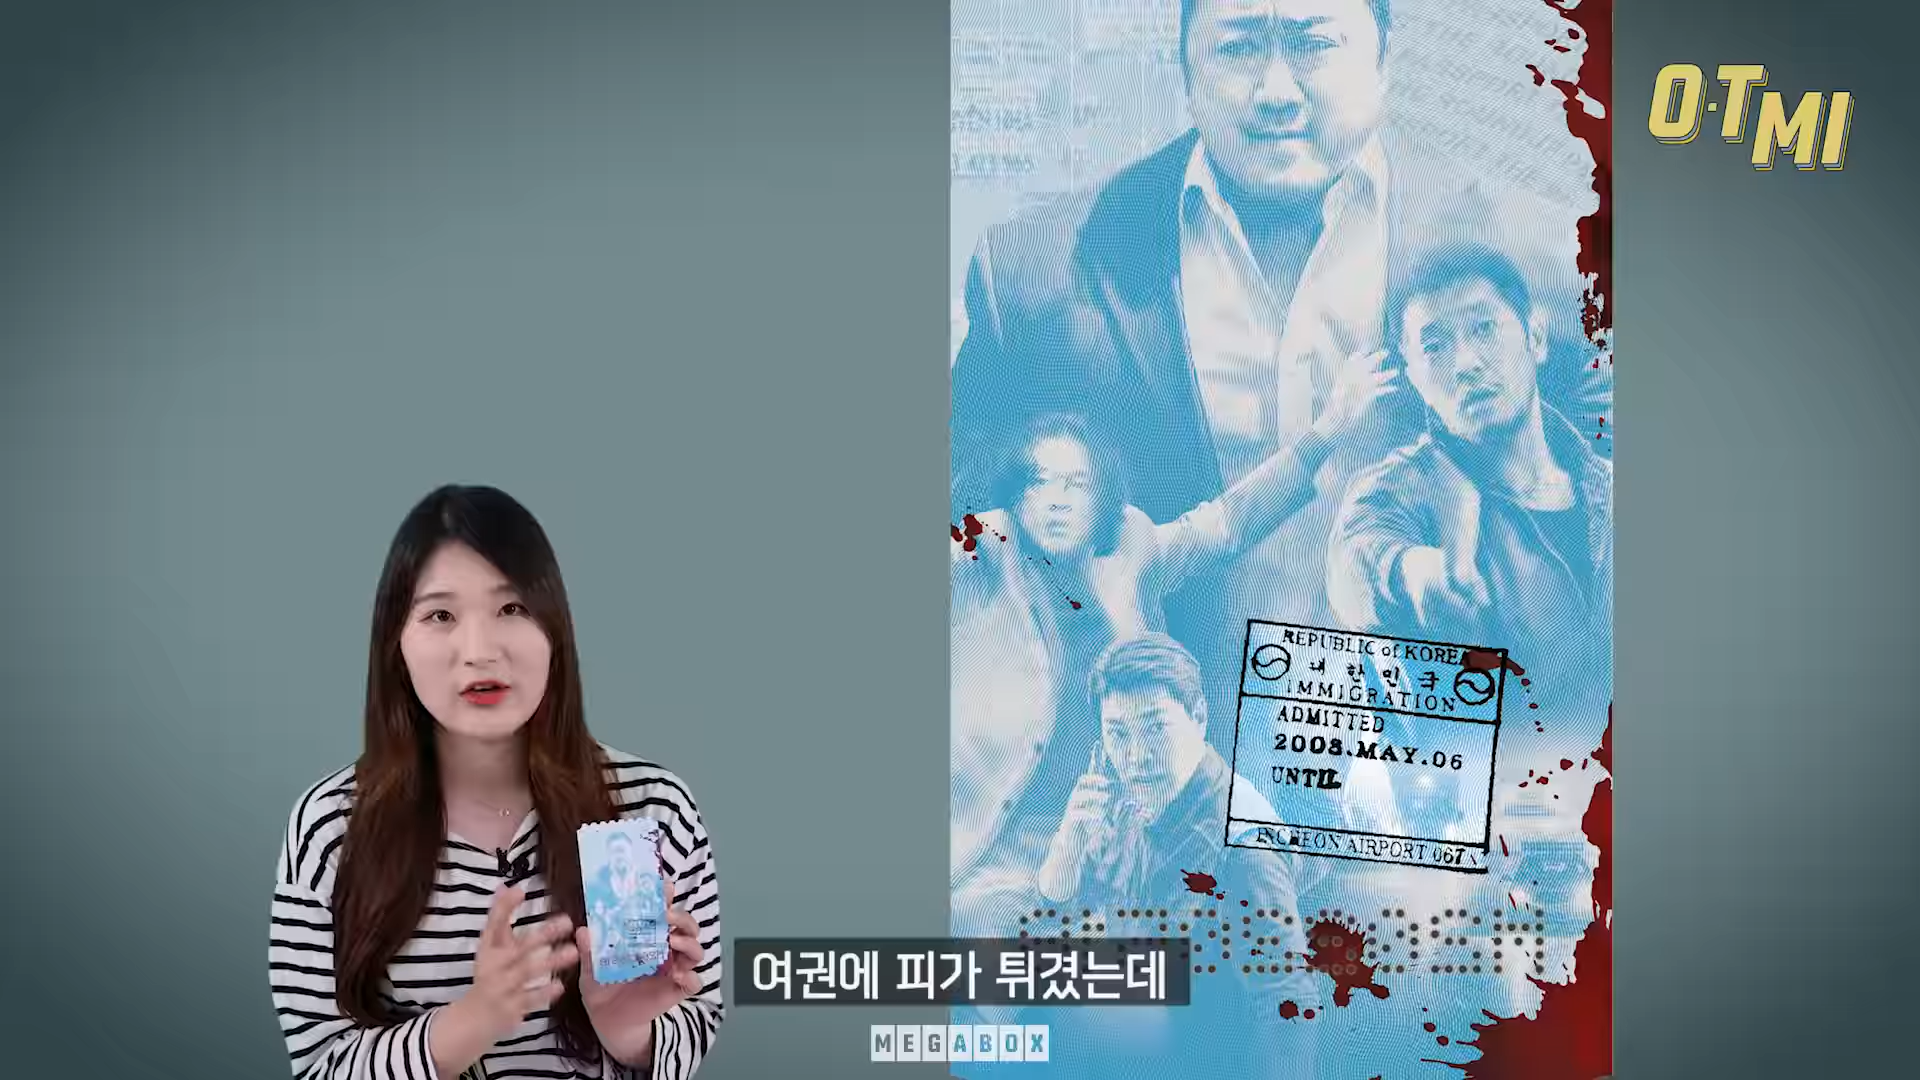 O·TMI
REPUBLIC of KOREA
대한민국
IMMIGRATION
ADMITTED
2008.MAY.06
UNTIL
INCHEON AIRPORT 067
여권에 피가 튀겼는데
MEGABOX